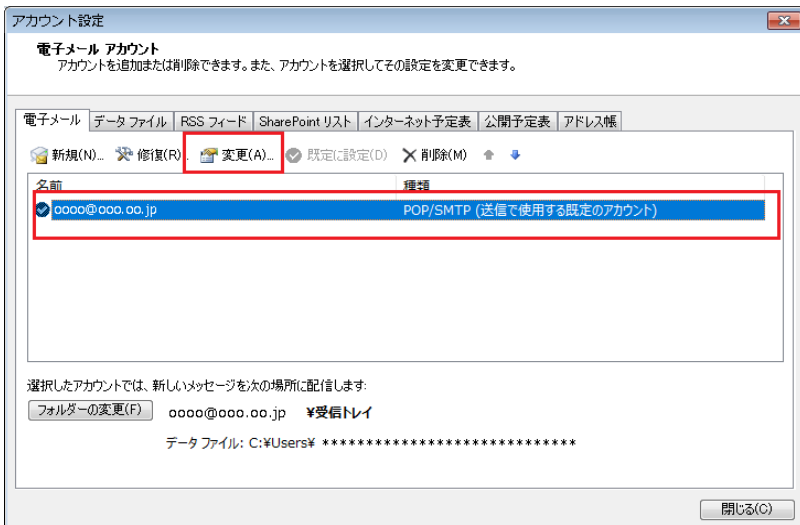 アカウント設定
電子メール アカウント
アカウントを追加または削除できます。また、アカウントを選択してその設定を変更できます。
電子メール データ ファイル RSS フィード SharePoint リスト インターネット予定表 公開予定表 アドレス帳
新規(N)... 修復(R)... 変更(A)... 既定に設定(D) 削除(M)
名前 種類
oooo@ooo.oo.jp POP/SMTP (送信で使用する既定のアカウント)
選択したアカウントでは、新しいメッセージを次の場所に配信します:
フォルダーの変更(F) oooo@ooo.oo.jp ¥受信トレイ
データ ファイル: C:¥Users¥ ****************************
閉じる(C)